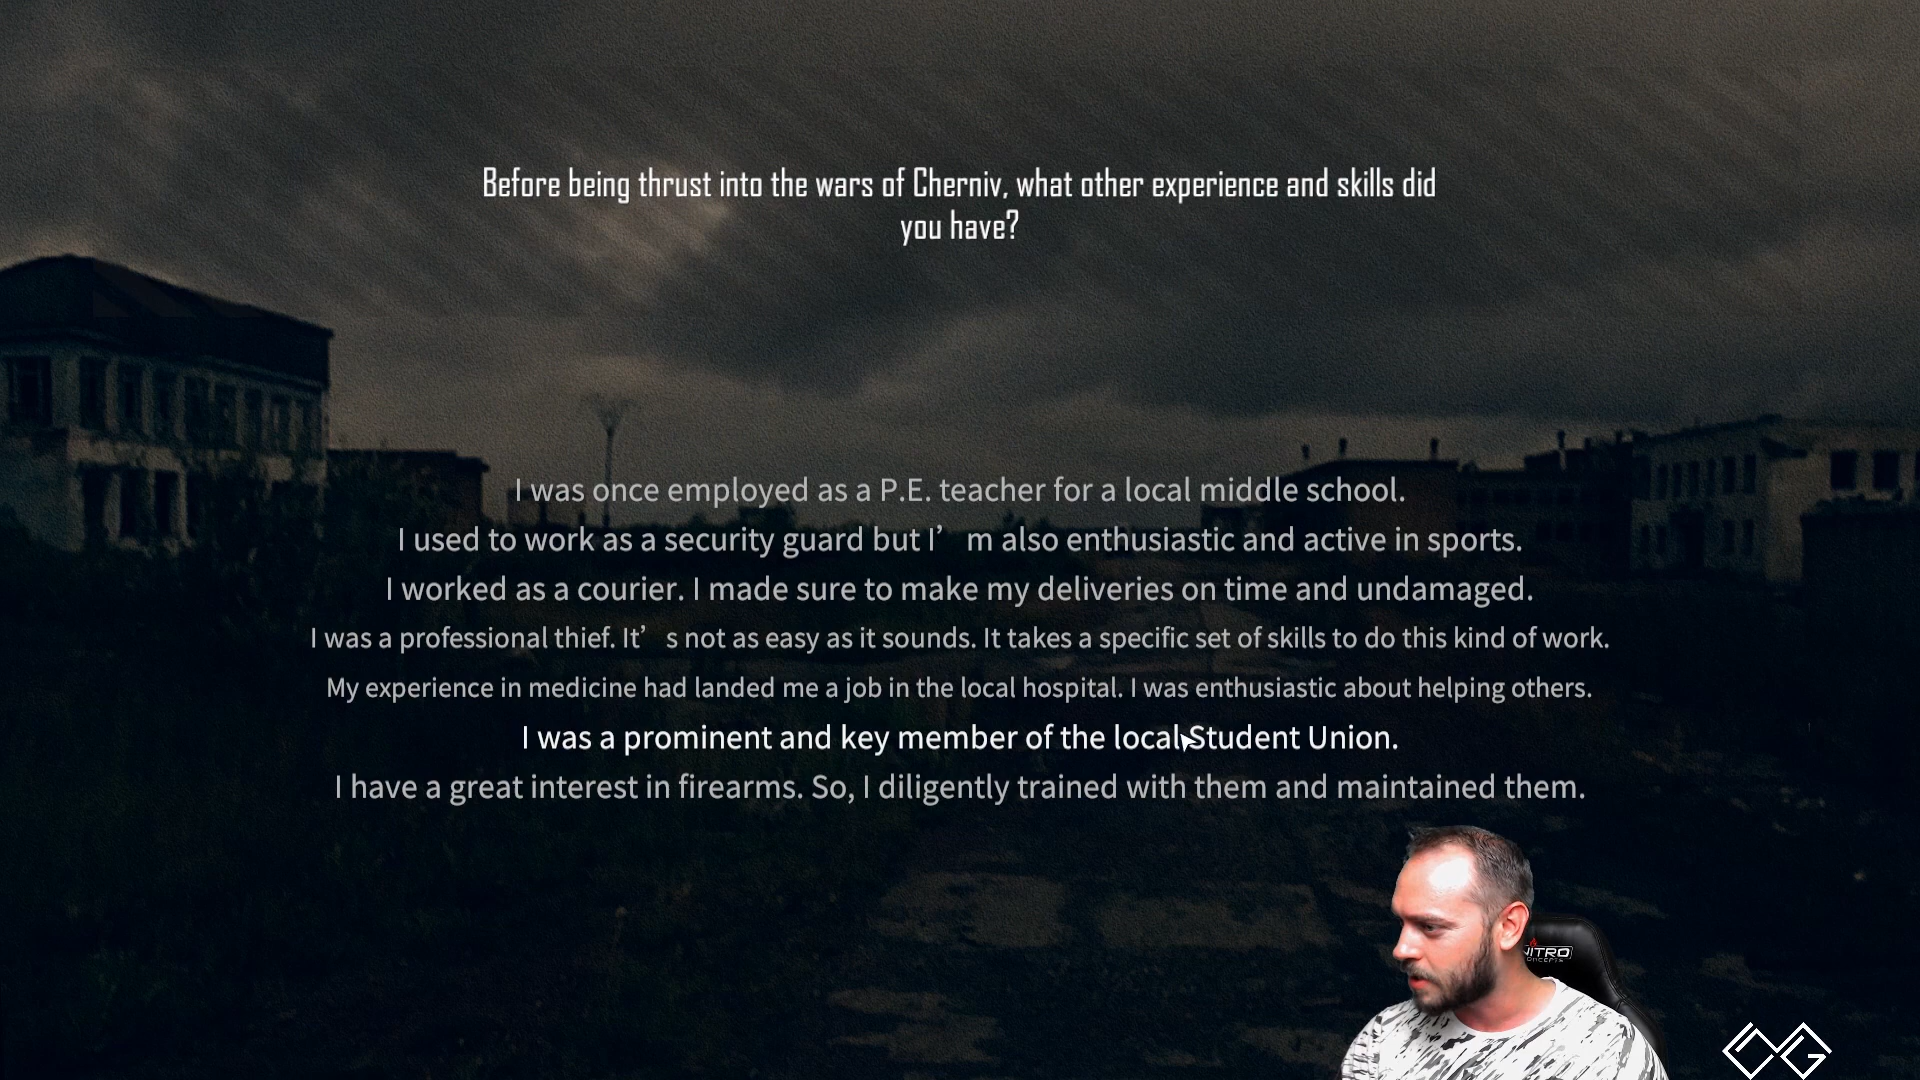 Before being thrust into the wars of Cherniv, what other experience and skills did
you have?
I was once employed as a P.E. teacher for a local middle school.
I used to work as a security guard but I’ m also enthusiastic and active in sports.
I worked as a courier. I made sure to make my deliveries on time and undamaged.
I was a professional thief. It’ s not as easy as it sounds. It takes a specific set of skills to do this kind of work.
My experience in medicine had landed me a job in the local hospital. I was enthusiastic about helping others.
I was a prominent and key member of the local Student Union.
I have a great interest in firearms. So, I diligently trained with them and maintained them.
NITRO
CONCEPTS